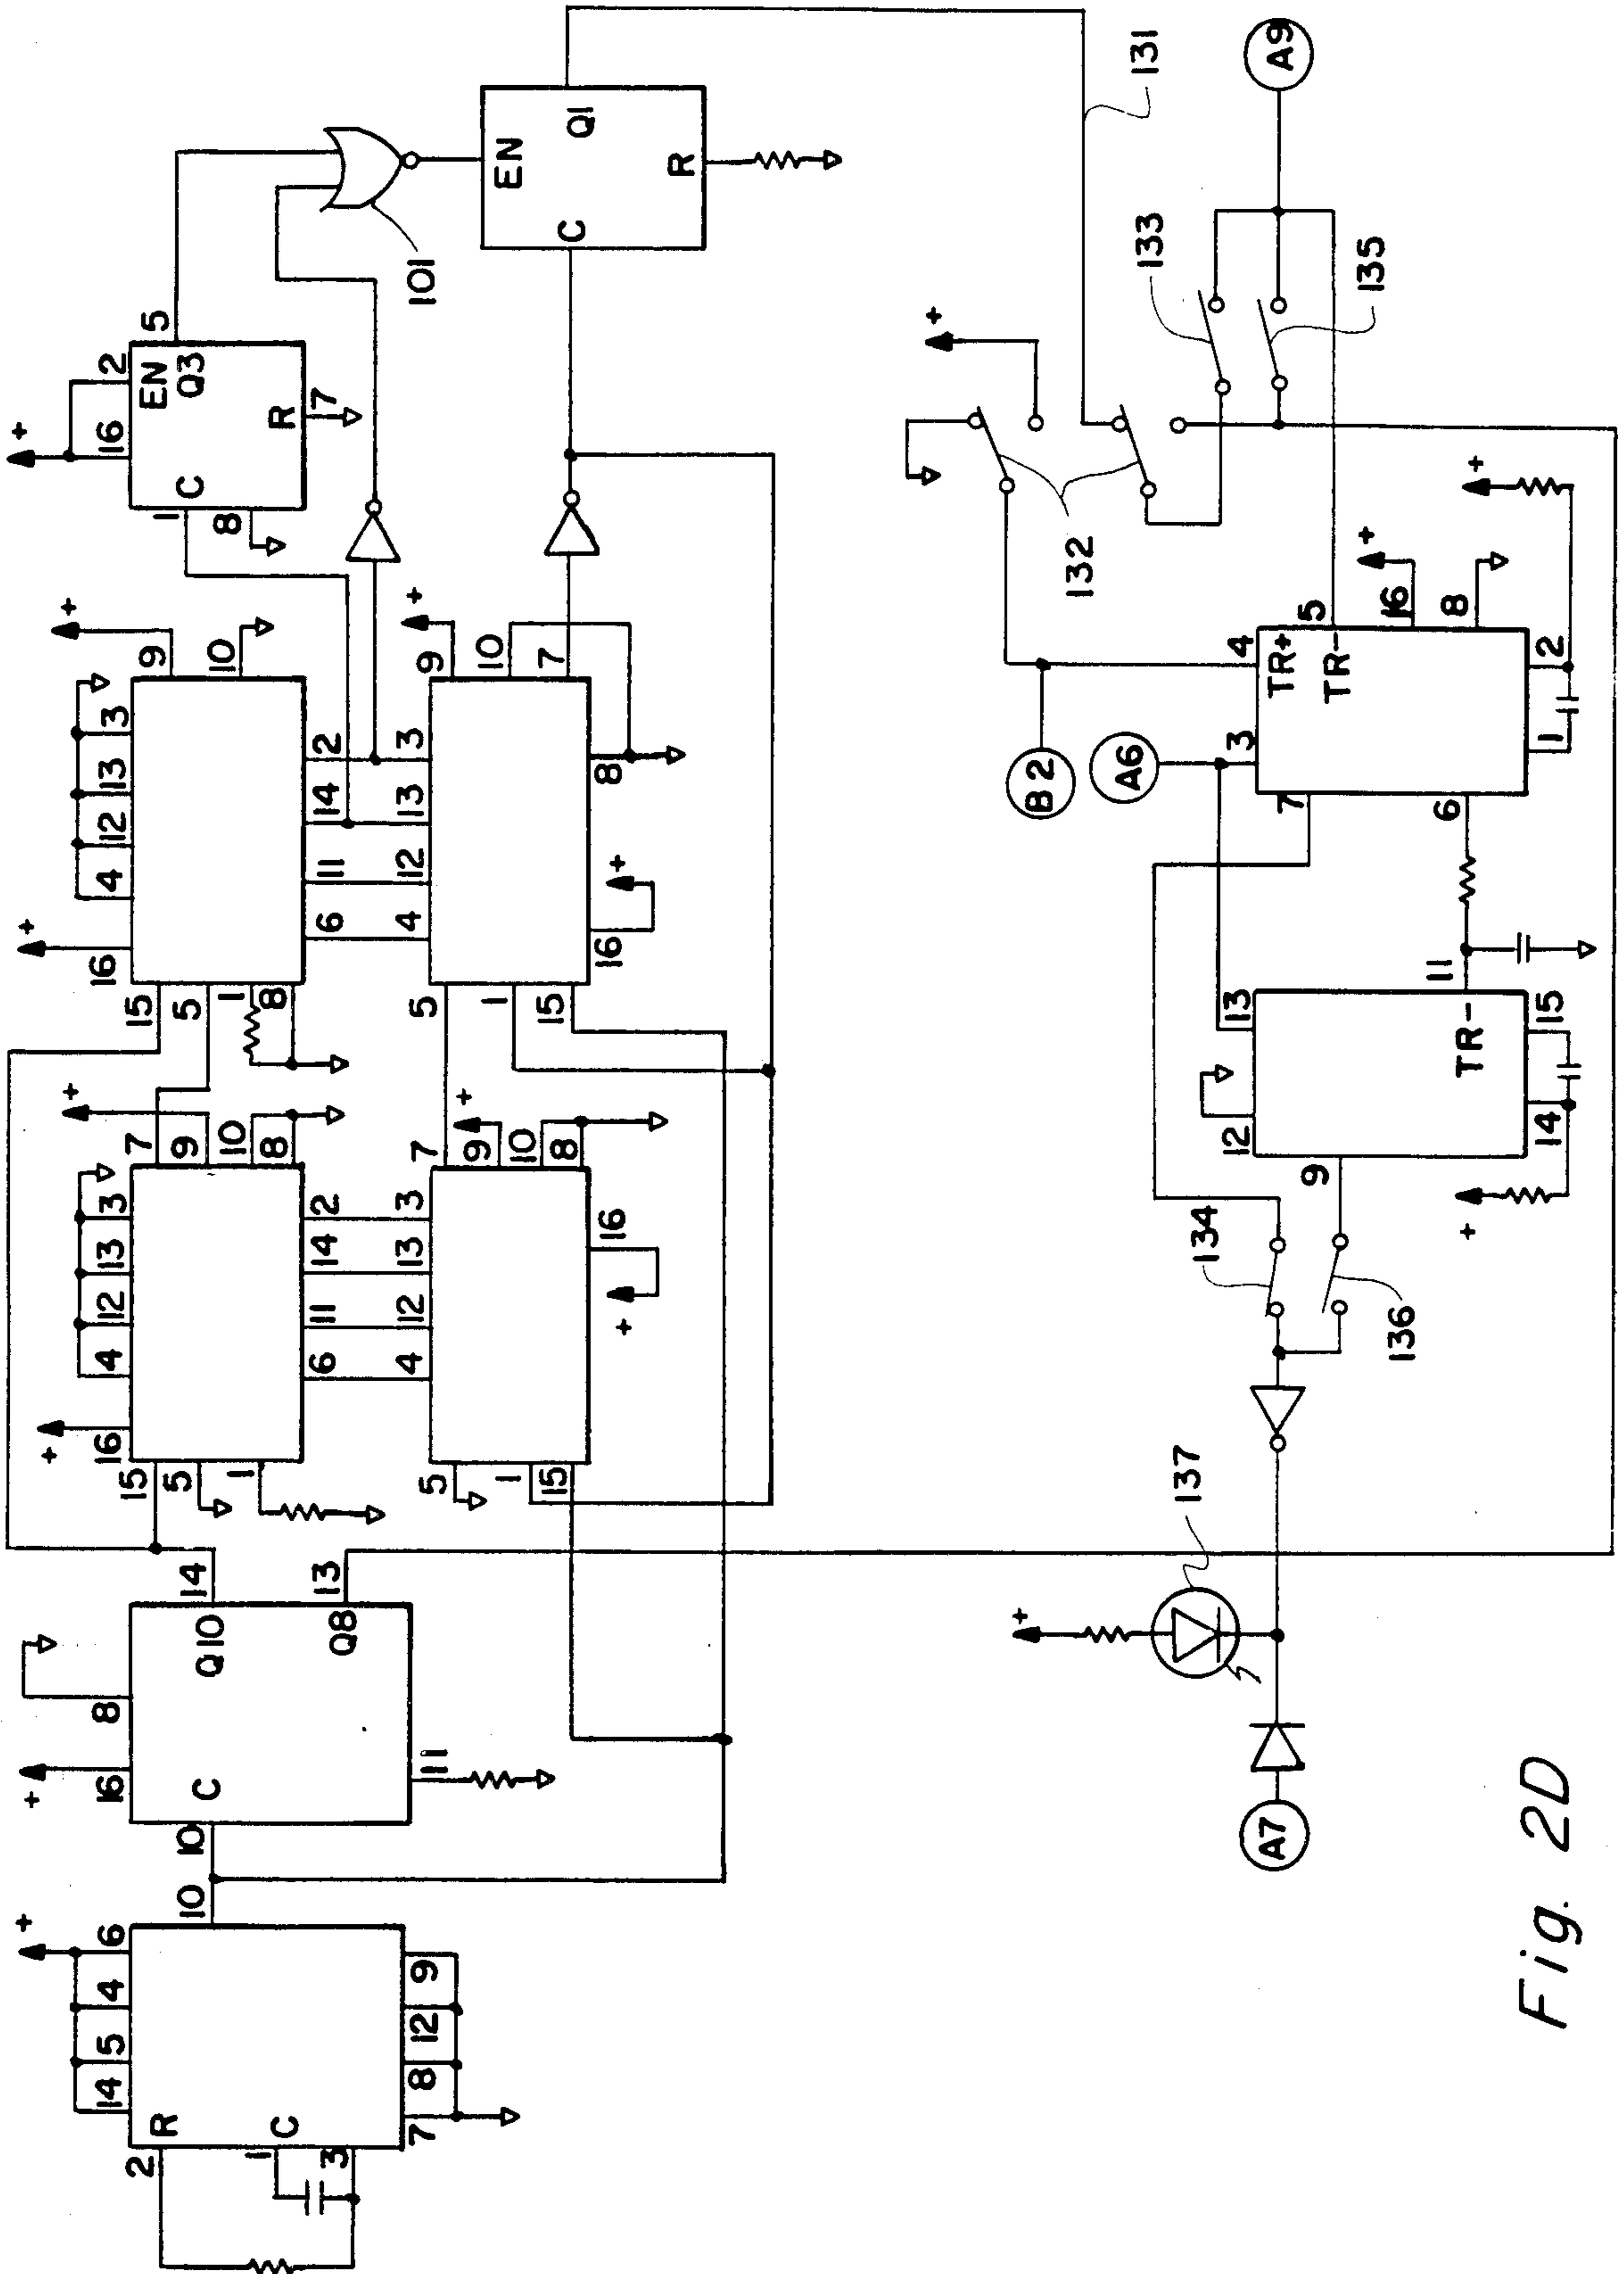 +
14 5 4 6
2 R
1 C
3
7 8 12 9
10
+
16 8
10 C
Q10 14
Q8 13
11
+
16 4 12 13 3
15
5
1
7
+
9
10
8
6 11 14 2
4 12 13 3
5
1
15
7
+
9
10
8
+
16
+
16 4 12 13 3
15
5
1
8
+
9
10
6 11 14 2
4 12 13 3
5
1
15
+
9
10
7
+
16
8
+
16 2
1 C
EN
Q3 5
8
R 7
101
EN
C Q1
R
131
+
132
133
135
A9
B2
A6
3 4
TR+
TR- 5
+
16
8
7
6
1 2
+
12 13
9
11
TR-
14 15
+
134
136
+
137
A7
Fig. 2D